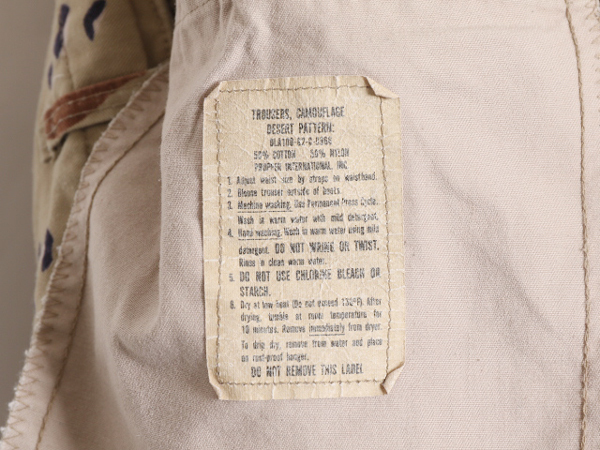 TROUSERS, CAMOUFLAGE
DESERT PATTERN:
50% COTTON 50% NYLON
PROPPER INTERNATIONAL, INC
1. Adjust waist size by straps on waistband.
2. Blouse trouser outside of boots.
3. Machine washing. Use Permanent Press Cycle.
Wash in warm water with mild detergent.
4. Hand washing. Wash in warm water using mild
detergent. DO NOT WRING OR TWIST.
Rinse in clean warm water.
5. DO NOT USE CHLORINE BLEACH OR
STARCH.
6. Dry at low heat (Do not exceed 130°F). After
drying, tumble at room temperature for
10 minutes. Remove immediately from dryer.
To drip dry, remove from water and place
on rust-proof hanger.
DO NOT REMOVE THIS LABEL